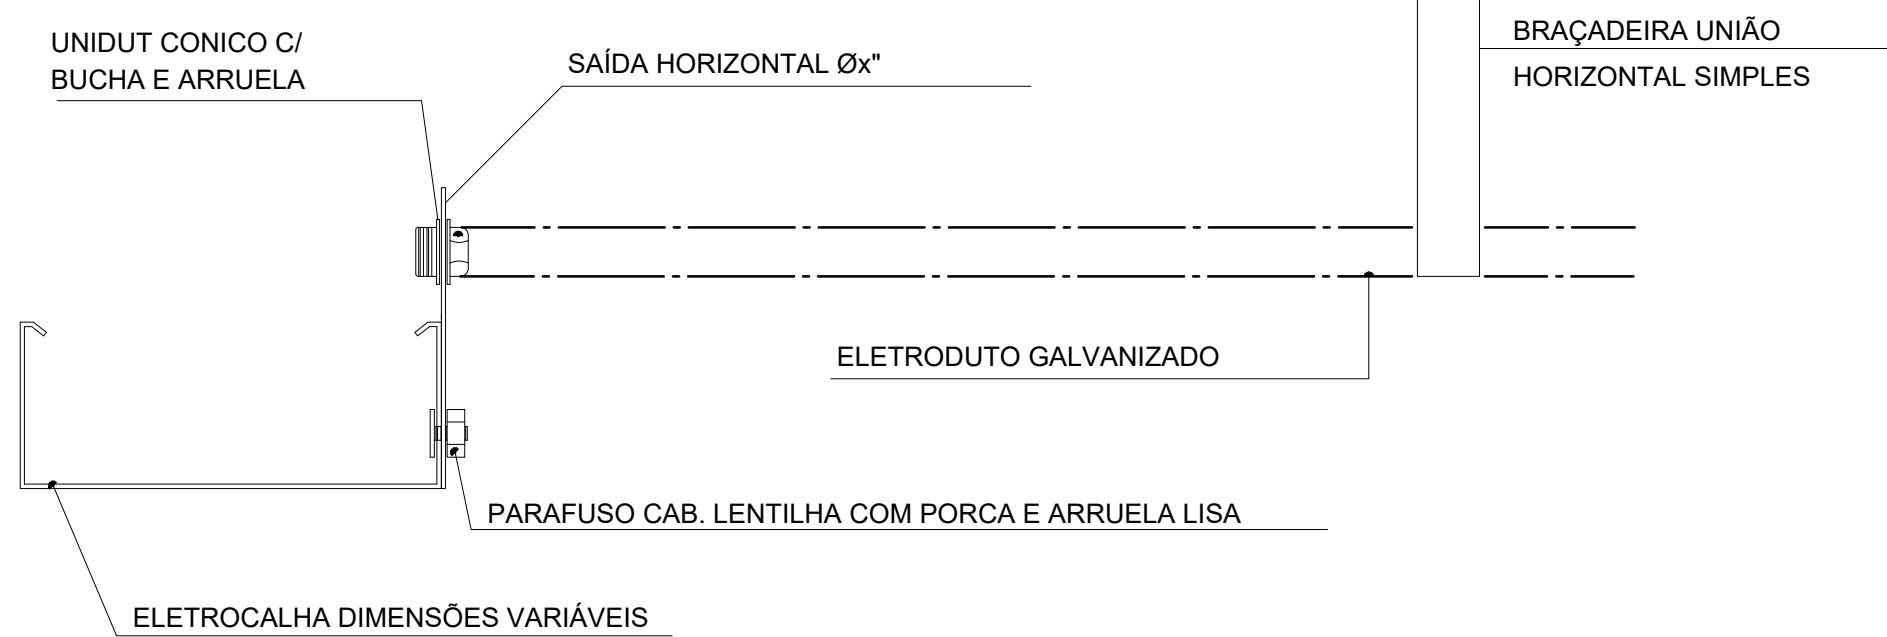 UNIDUT CONICO C/
BUCHA E ARRUELA
SAÍDA HORIZONTAL Øx"
BRAÇADEIRA UNIÃO
HORIZONTAL SIMPLES
ELETRODUTO GALVANIZADO
PARAFUSO CAB. LENTILHA COM PORCA E ARRUELA LISA
ELETROCALHA DIMENSÕES VARIÁVEIS